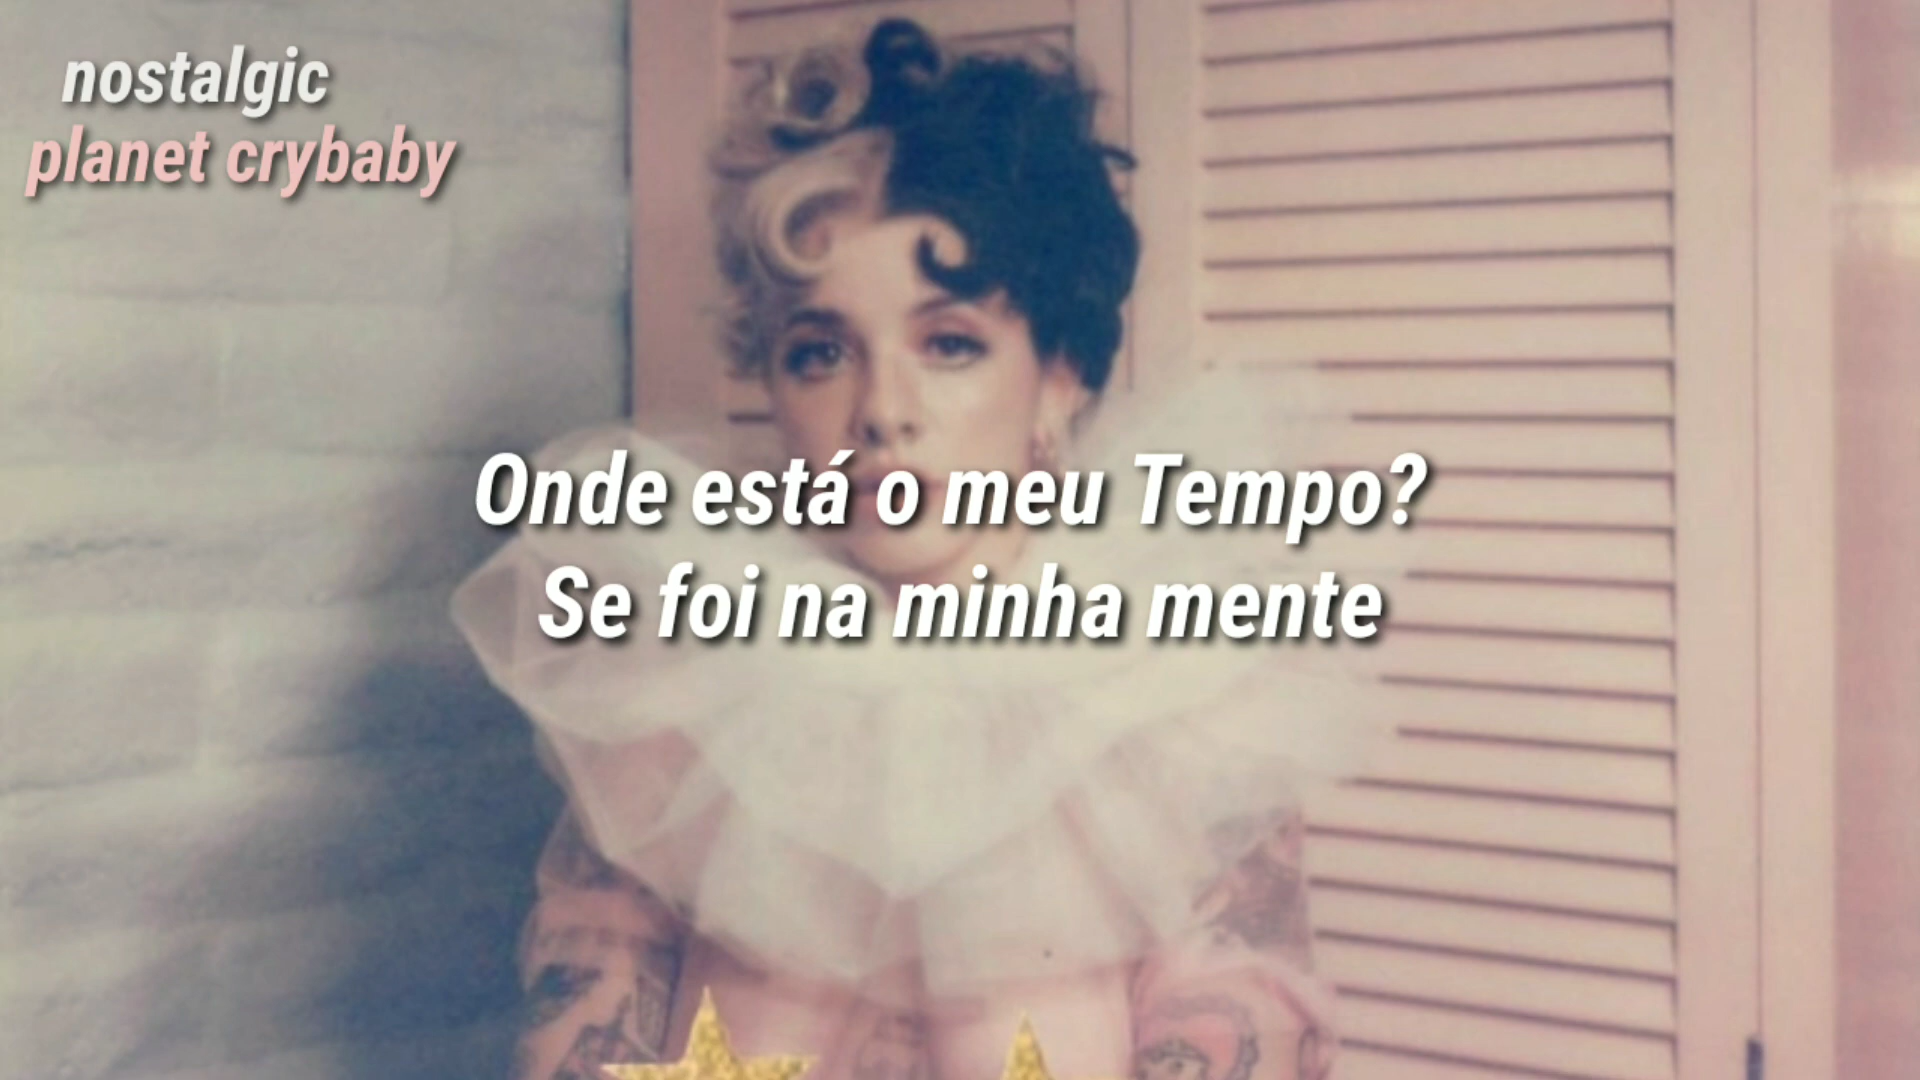 nostalgic
planet crybaby
Onde está o meu Tempo?
Se foi na minha mente